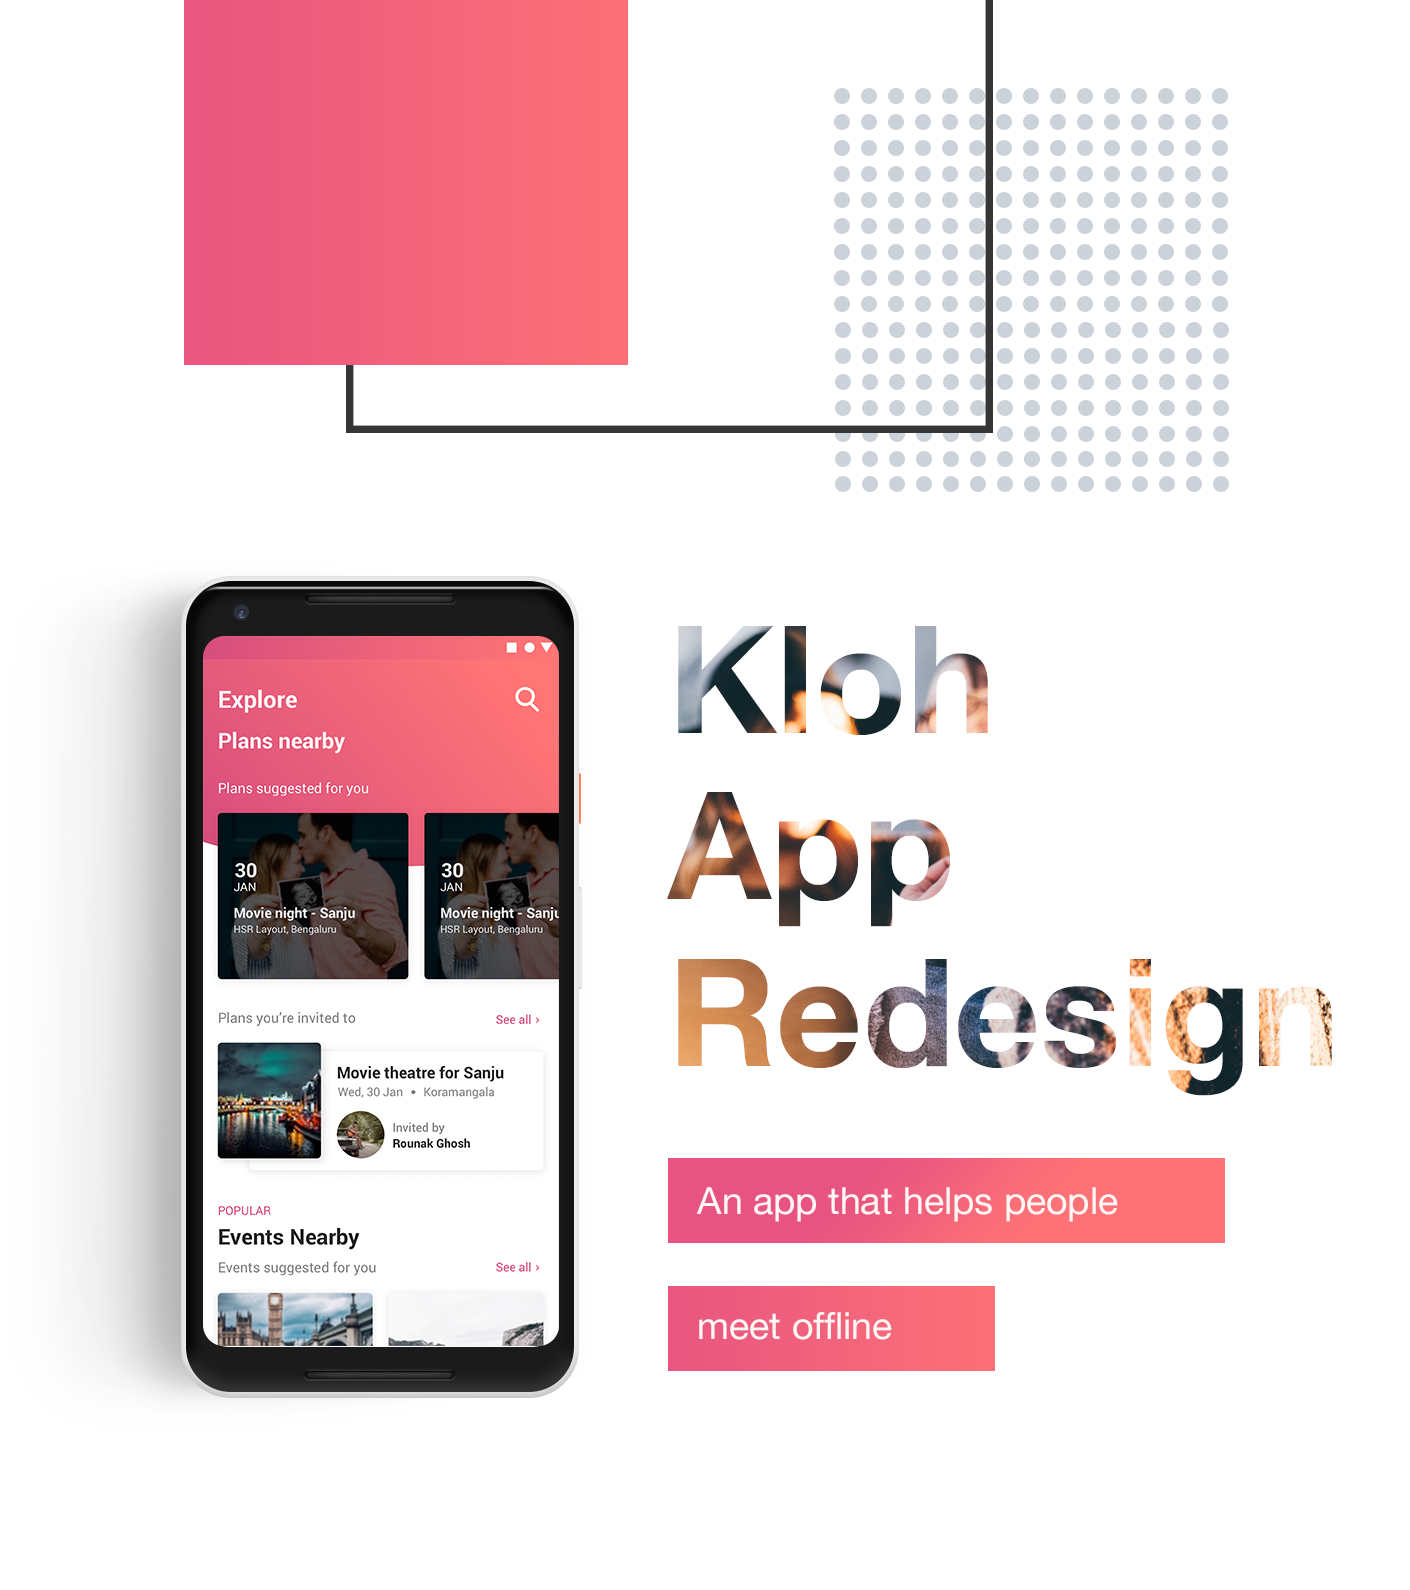 Explore
Plans nearby
Plans suggested for you
30
JAN
Movie night - Sanju
HSR Layout, Bengaluru
30
JAN
Movie night - Sanju
HSR Layout, Bengaluru
Plans you're invited to
See all ›
Movie theatre for Sanju
Wed, 30 Jan • Koramangala
Invited by
Rounak Ghosh
POPULAR
Events Nearby
Events suggested for you
See all ›
Kloh
App
Redesign
An app that helps people
meet offline